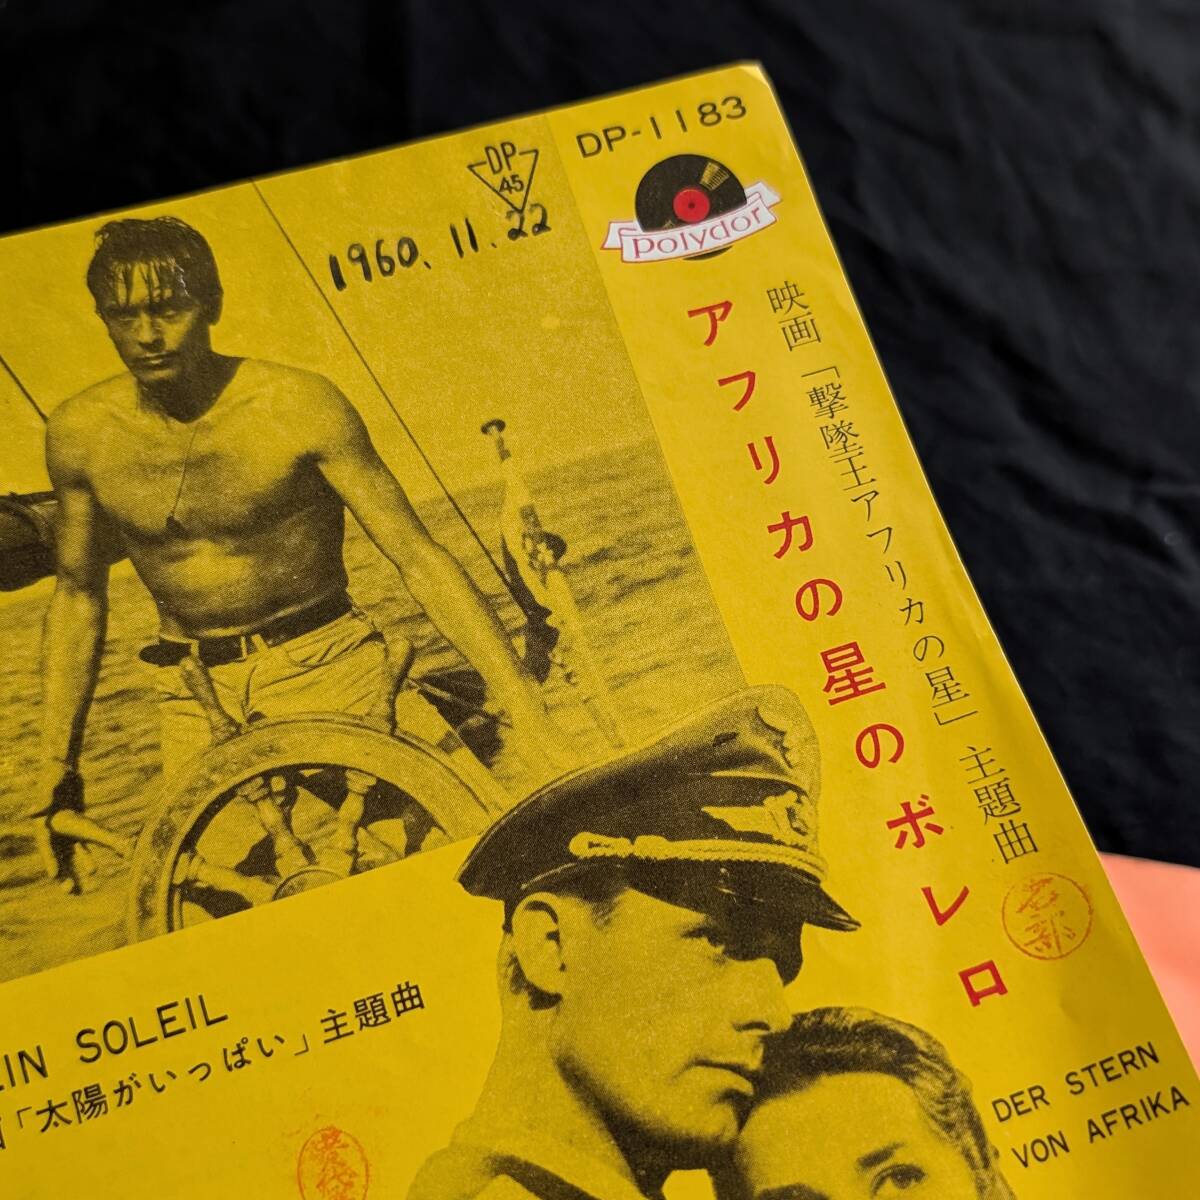 DP-1183
DP
45
1960.11.22
polydor
映画「撃墜王アフリカの星」主題曲
アフリカの星のボレロ
DER STERN
VON AFRIKA
EIN SOLEIL
「太陽がいっぱい」主題曲